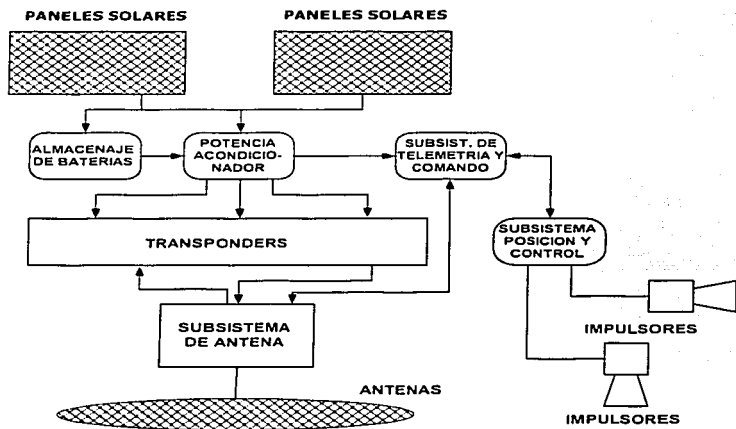 PANELES SOLARES
PANELES SOLARES
ALMACENAJE
DE BATERIAS
POTENCIA
ACONDICIO-
NADOR
SUBSIST. DE
TELEMETRIA Y
COMANDO
TRANSPONDERS
SUBSISTEMA
POSICION Y
CONTROL
SUBSISTEMA
DE ANTENA
IMPULSORES
ANTENAS
IMPULSORES